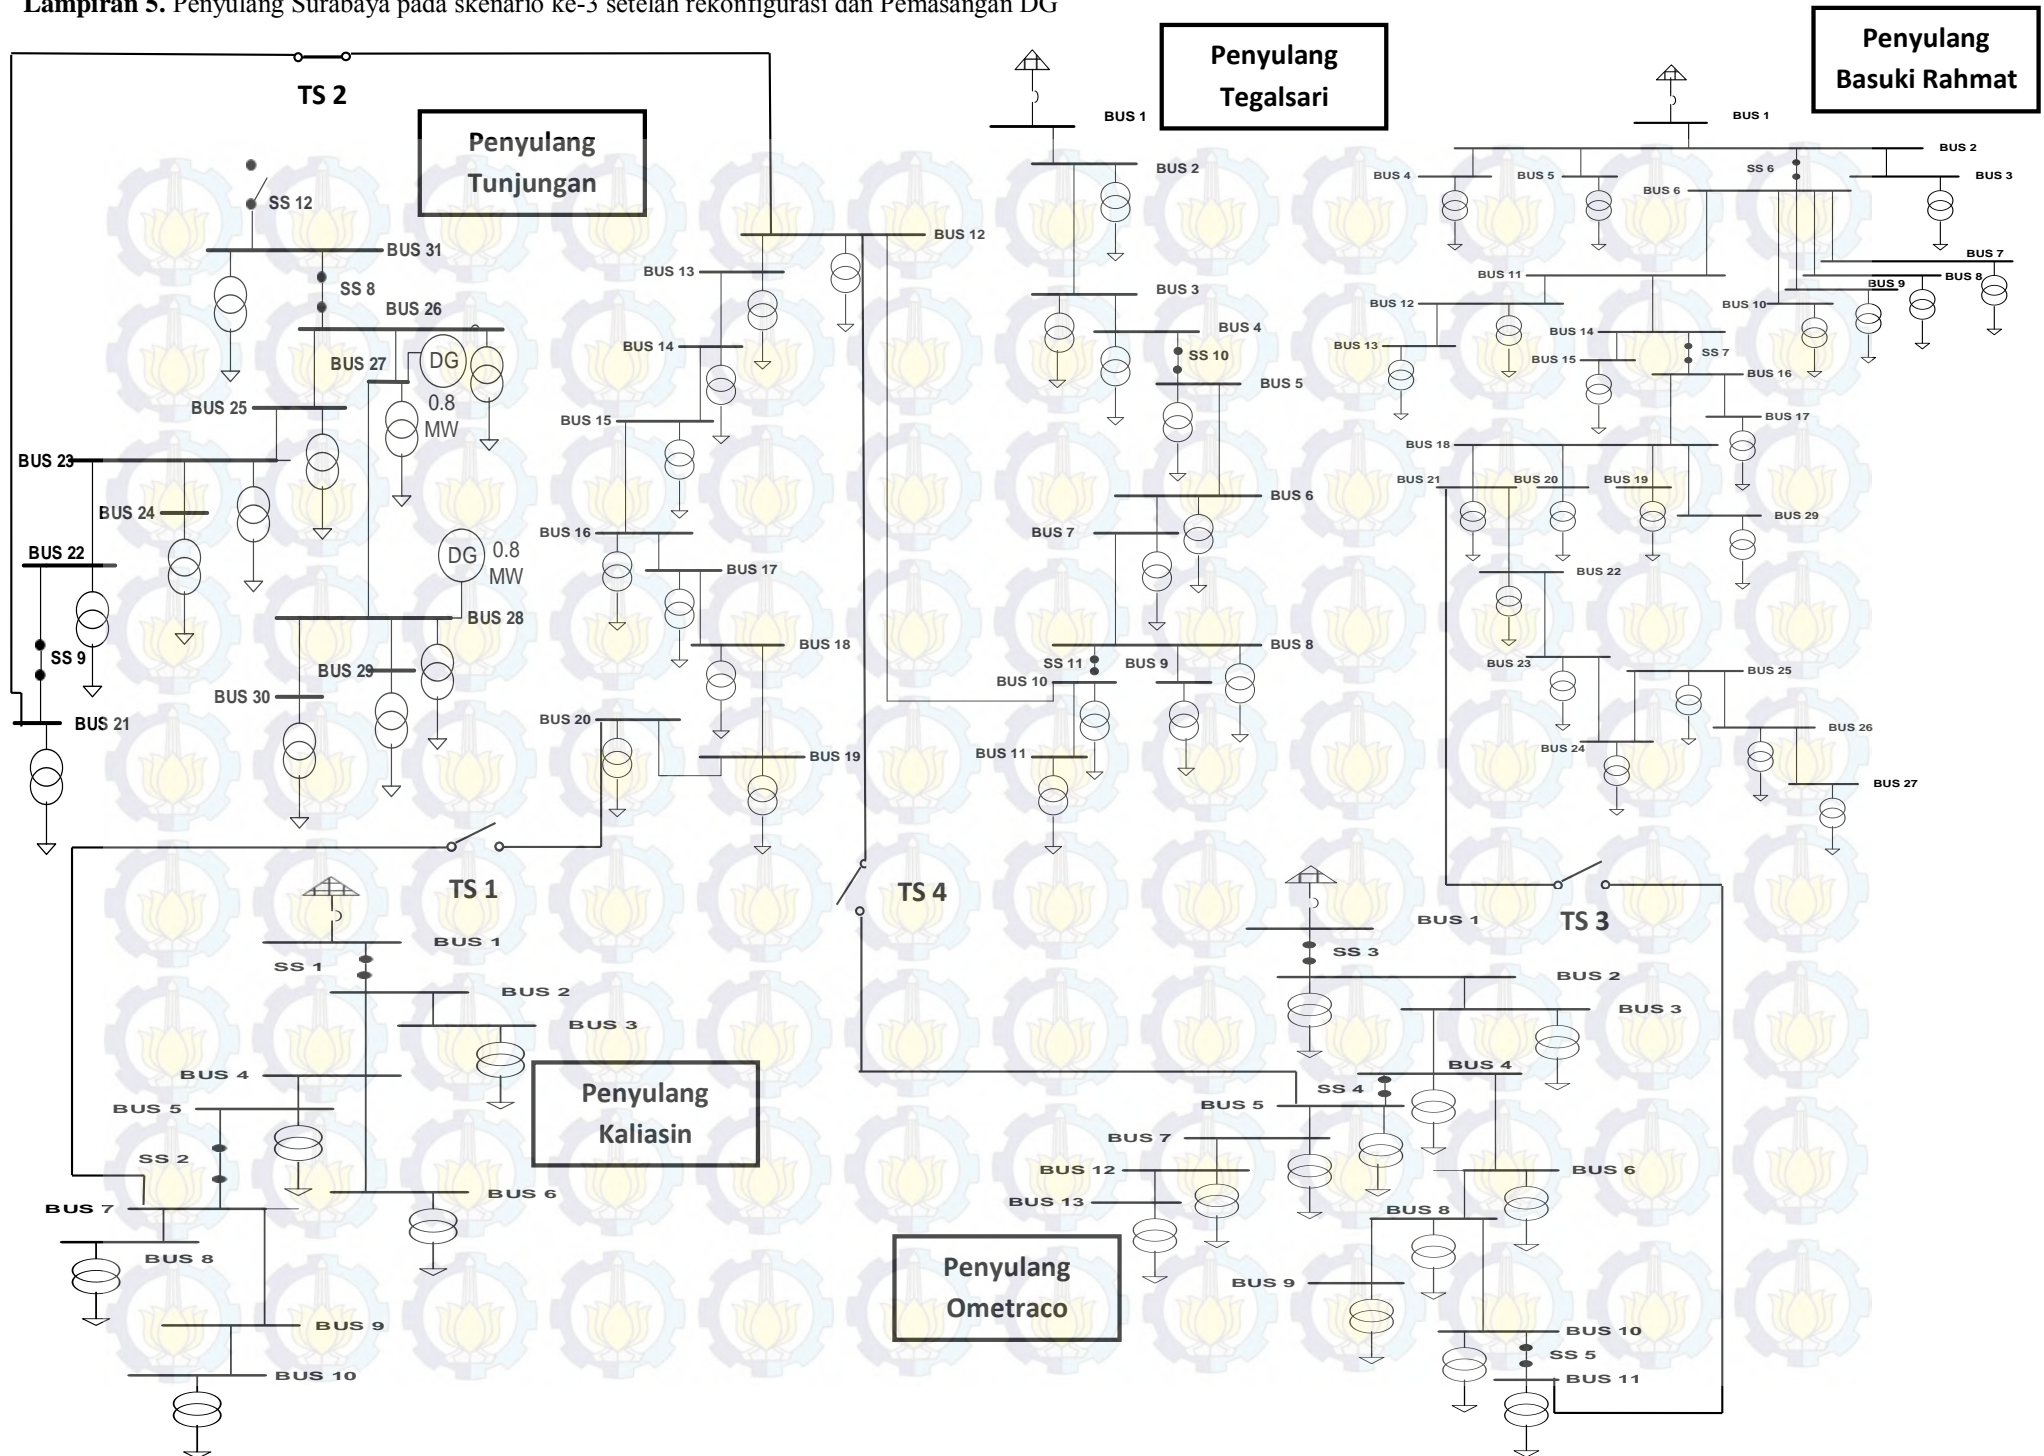 Lampiran 5. Penyulang Surabaya pada skenario ke-3 setelah rekonfigurasi dan Pemasangan DG
TS 2
Penyulang
Tunjungan
SS 12
BUS 31
SS 8
BUS 26
BUS 27
DG
0.8
MW
BUS 25
BUS 23
BUS 24
BUS 22
DG
0.8
MW
BUS 28
SS 9
BUS 29
BUS 30
BUS 21
BUS 12
BUS 13
BUS 14
BUS 15
BUS 16
BUS 17
BUS 18
BUS 20
BUS 19
TS 1
TS 4
Penyulang
Tegalsari
BUS 1
BUS 2
BUS 3
BUS 4
SS 10
BUS 5
BUS 6
BUS 7
BUS 8
SS 11
BUS 9
BUS 10
BUS 11
Penyulang
Basuki Rahmat
BUS 1
BUS 2
SS 6
BUS 4
BUS 5
BUS 3
BUS 6
BUS 7
BUS 11
BUS 8
BUS 9
BUS 12
BUS 10
BUS 14
BUS 13
SS 7
BUS 15
BUS 16
BUS 17
BUS 18
BUS 21
BUS 20
BUS 19
BUS 29
BUS 22
BUS 23
BUS 25
BUS 24
BUS 26
BUS 27
TS 3
BUS 1
SS 1
BUS 2
BUS 3
BUS 4
BUS 5
Penyulang
Kaliasin
SS 2
BUS 6
BUS 7
BUS 8
BUS 9
BUS 10
BUS 1
SS 3
BUS 2
BUS 3
BUS 4
SS 4
BUS 5
BUS 7
BUS 12
BUS 6
BUS 13
BUS 8
Penyulang
Ometraco
BUS 9
BUS 10
SS 5
BUS 11